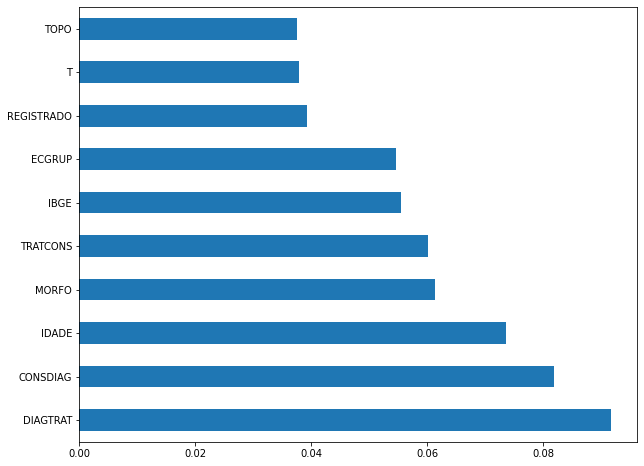 TOPO
T
REGISTRADO
ECGRUP
IBGE
TRATCONS
MORFO
IDADE
CONSDIAG
DIAGTRAT
0.00 0.02 0.04 0.06 0.08